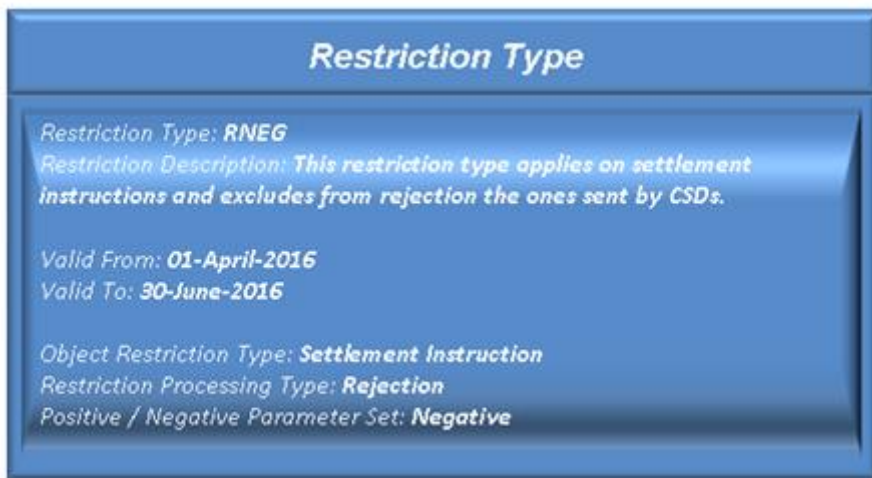 Restriction Type
Restriction Type: RNEG
Restriction Description: This restriction type applies on settlement
instructions and excludes from rejection the ones sent by CSDs.
Valid From: 01-April-2016
Valid To: 30-June-2016
Object Restriction Type: Settlement Instruction
Restriction Processing Type: Rejection
Positive / Negative Parameter Set: Negative